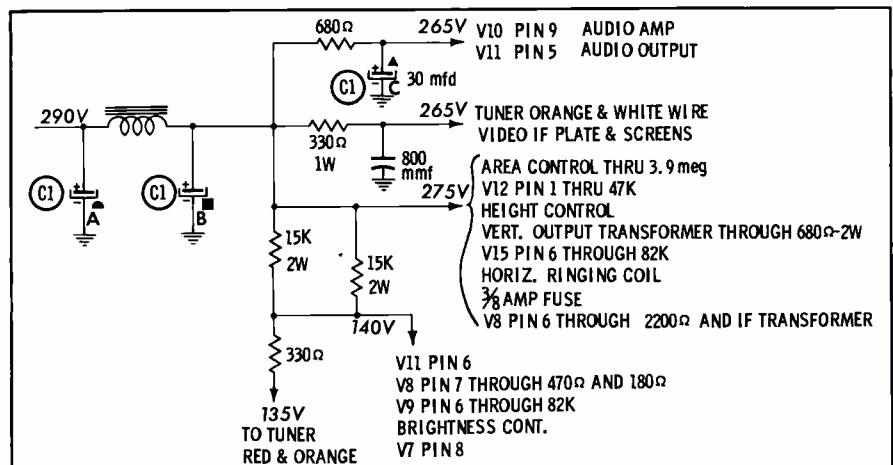 680Ω
265V
V10 PIN 9 AUDIO AMP
V11 PIN 5 AUDIO OUTPUT
C1
C
30 mfd
290V
265V
TUNER ORANGE & WHITE WIRE
VIDEO IF PLATE & SCREENS
330Ω
1W
800
mmf
C1
A
C1
B
275V
AREA CONTROL THRU 3.9 meg
V12 PIN 1 THRU 47K
HEIGHT CONTROL
VERT. OUTPUT TRANSFORMER THROUGH 680Ω-2W
V15 PIN 6 THROUGH 82K
HORIZ. RINGING COIL
3/8 AMP FUSE
V8 PIN 6 THROUGH 2200Ω AND IF TRANSFORMER
15K
2W
15K
2W
140V
330Ω
V11 PIN 6
V8 PIN 7 THROUGH 470Ω AND 180Ω
V9 PIN 6 THROUGH 82K
BRIGHTNESS CONT.
V7 PIN 8
135V
TO TUNER
RED & ORANGE